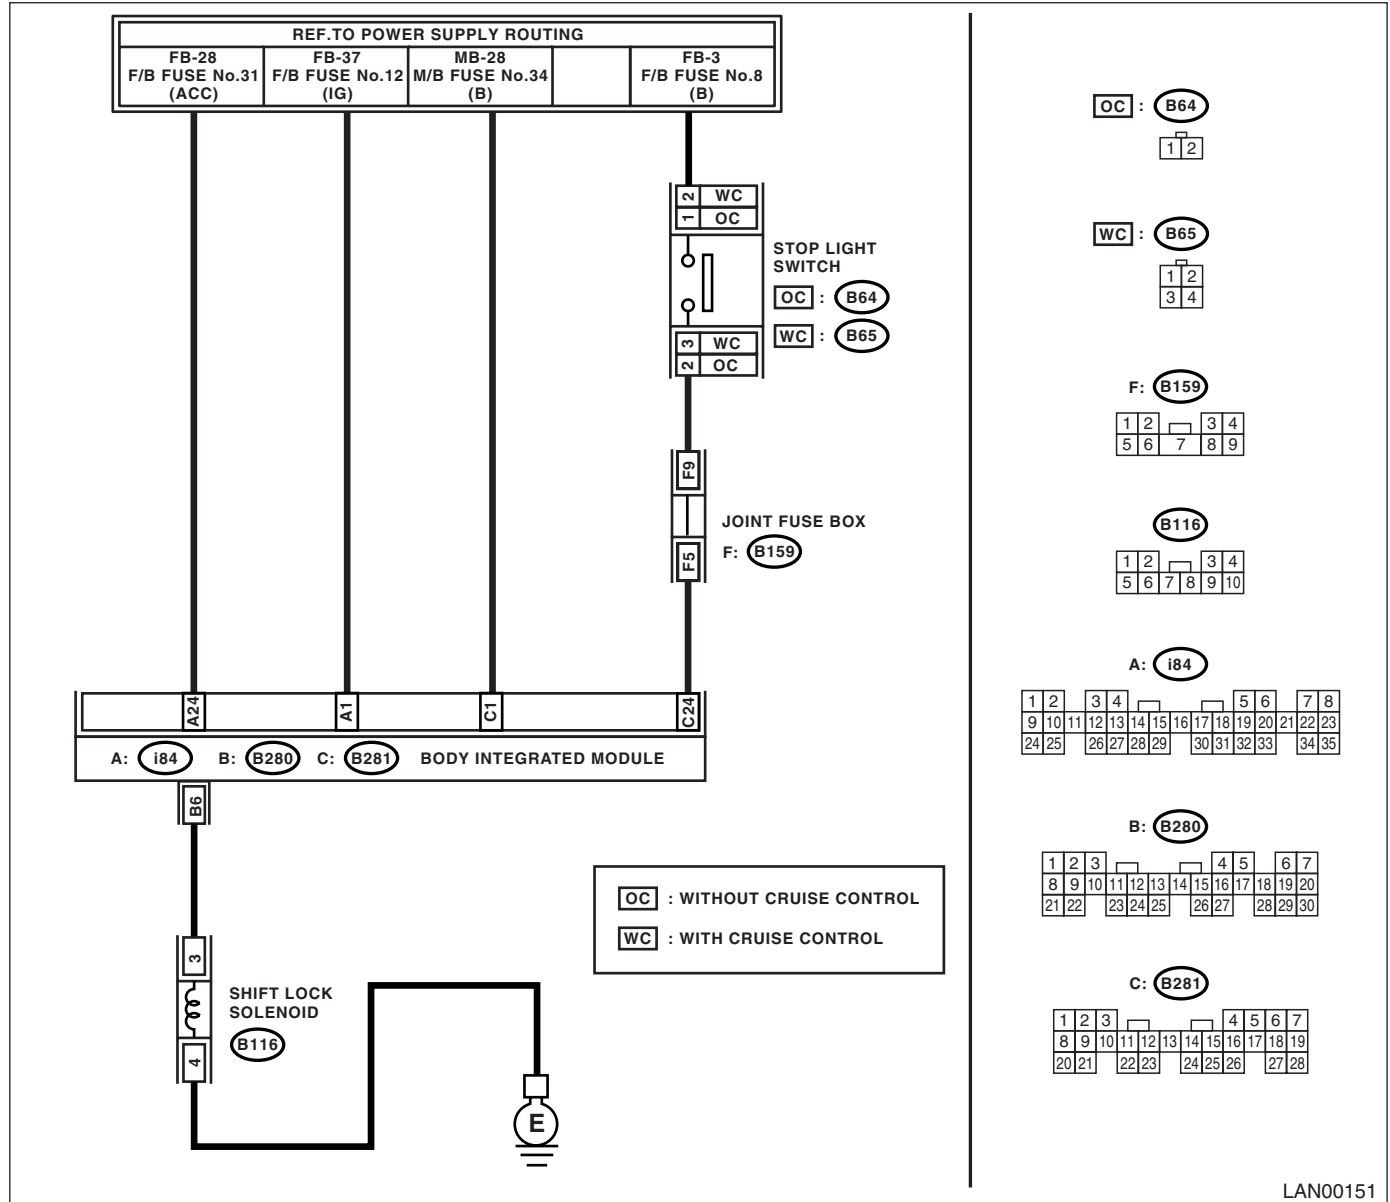 REF.TO POWER SUPPLY ROUTING
FB-28
F/B FUSE No.31
(ACC)
FB-37
F/B FUSE No.12
(IG)
MB-28
M/B FUSE No.34
(B)
FB-3
F/B FUSE No.8
(B)
2 WC
1 OC
STOP LIGHT
SWITCH
OC : B64
WC : B65
3 WC
2 OC
F9
JOINT FUSE BOX
F: B159
F5
A24 A1 C1 C24
A: i84 B: B280 C: B281 BODY INTEGRATED MODULE
B6
3
SHIFT LOCK
SOLENOID
B116
4
E
OC : WITHOUT CRUISE CONTROL
WC : WITH CRUISE CONTROL
OC : B64
1 2
WC : B65
1 2
3 4
F: B159
1 2 3 4
5 6 7 8 9
B116
1 2 3 4
5 6 7 8 9 10
A: i84
1 2 3 4 5 6 7 8
9 10 11 12 13 14 15 16 17 18 19 20 21 22 23
24 25 26 27 28 29 30 31 32 33 34 35
B: B280
1 2 3 4 5 6 7
8 9 10 11 12 13 14 15 16 17 18 19 20
21 22 23 24 25 26 27 28 29 30
C: B281
1 2 3 4 5 6 7
8 9 10 11 12 13 14 15 16 17 18 19
20 21 22 23 24 25 26 27 28
LAN00151